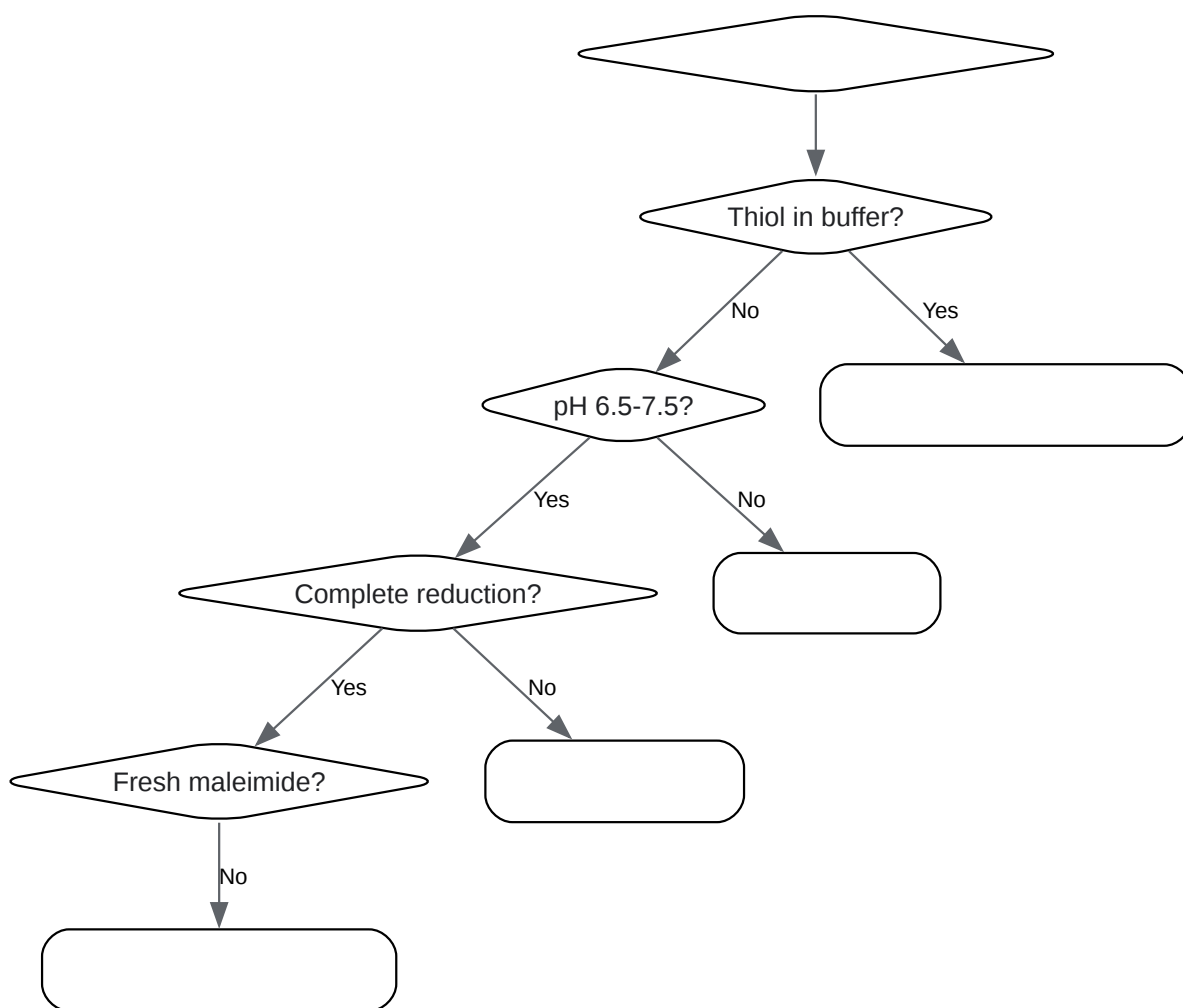 Thiol in buffer?
No
Yes
pH 6.5-7.5?
Yes
No
Complete reduction?
Yes
No
Fresh maleimide?
No